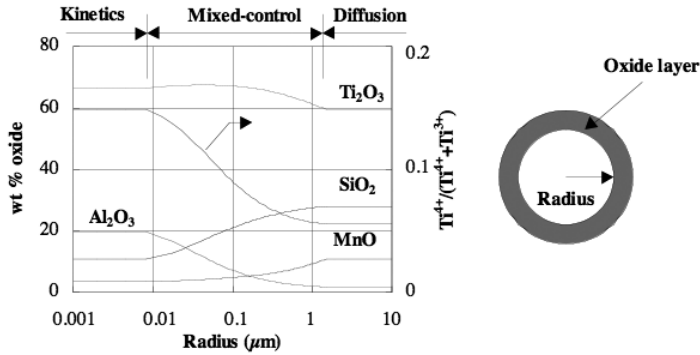 Kinetics Mixed-control Diffusion
80
60
40
20
0
wt % oxide
0.2
0.1
0
Ti⁴⁺/(Ti⁴⁺+Ti³⁺)
Ti₂O₃
SiO₂
Al₂O₃
MnO
0.001 0.01 0.1 1 10
Radius (μm)
Oxide layer
Radius